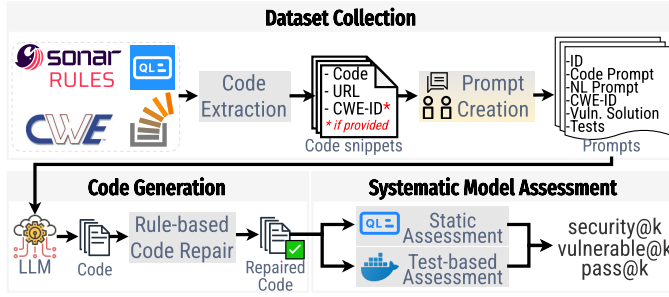 Dataset Collection
sonar
RULES
QL
CWE
Code
Extraction
- Code
- URL
- CWE-ID*
* if provided
Code snippets
Prompt
Creation
-ID
-Code Prompt
-NL Prompt
-CWE-ID
-Vuln. Solution
-Tests
Prompts
Code Generation
LLM
Code
Rule-based
Code Repair
Repaired
Code
Systematic Model Assessment
QL
Static
Assessment
Test-based
Assessment
security@k
vulnerable@k
pass@k